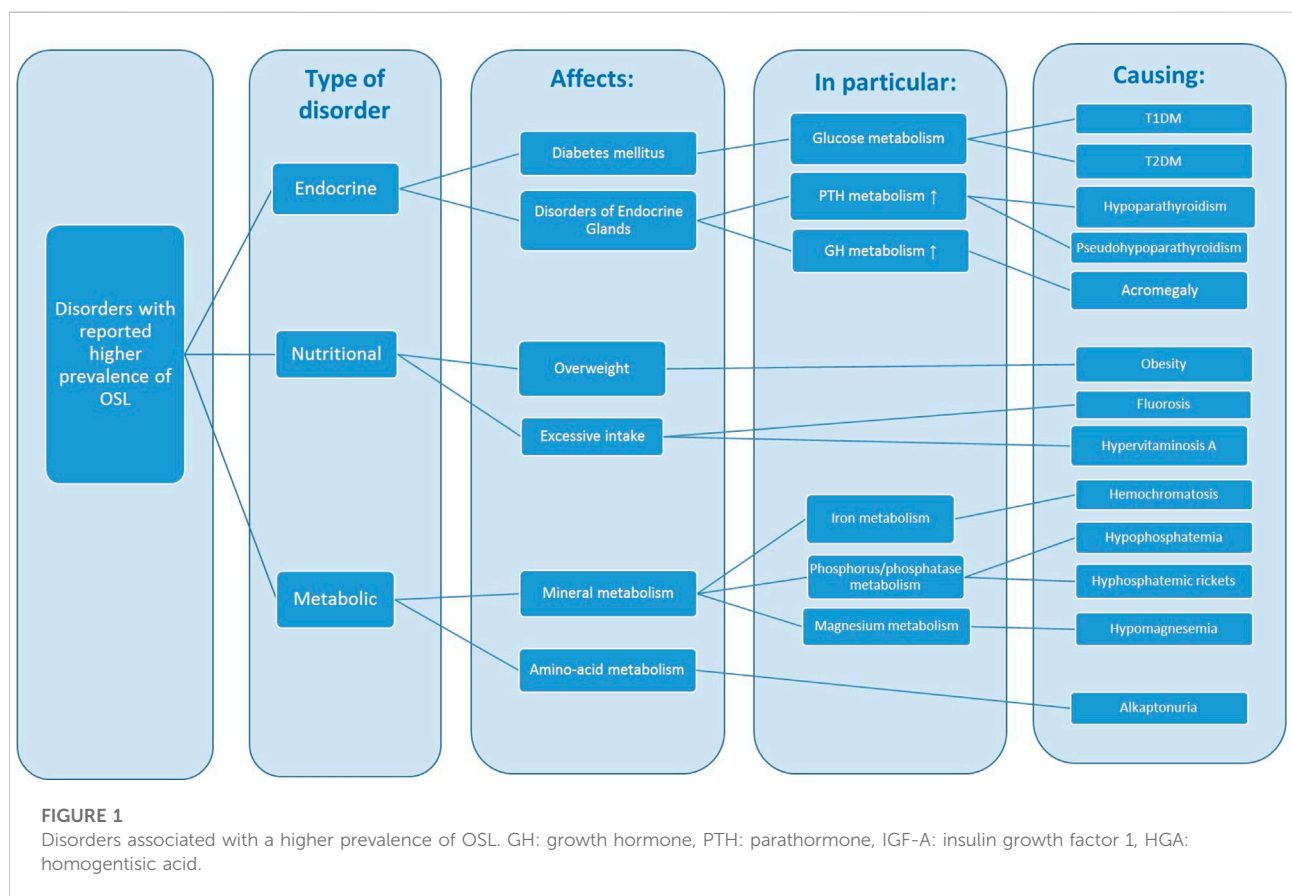 Disorders with
reported
higher
prevalence of
OSL
Type of
disorder
Endocrine
Nutritional
Metabolic
Affects:
Diabetes mellitus
Disorders of Endocrine
Glands
Overweight
Excessive intake
Mineral metabolism
Amino-acid metabolism
In particular:
Glucose metabolism
PTH metabolism ↑
GH metabolism ↑
Iron metabolism
Phosphorus/phosphatase
metabolism
Magnesium metabolism
Causing:
T1DM
T2DM
Hypoparathyroidism
Pseudohypoparathyroidism
Acromegaly
Obesity
Fluorosis
Hypervitaminosis A
Hemochromatosis
Hypophosphatemia
Hyphosphatemic rickets
Hypomagnesemia
Alkaptonuria
FIGURE 1
Disorders associated with a higher prevalence of OSL. GH: growth hormone, PTH: parathormone, IGF-A: insulin growth factor 1, HGA:
homogentisic acid.